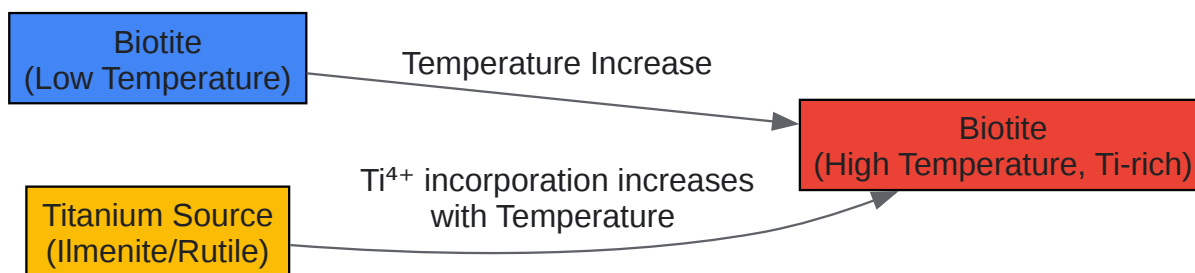 Biotite
(Low Temperature)
Temperature Increase
Biotite
(High Temperature, Ti-rich)
Ti⁴⁺ incorporation increases
with Temperature
Titanium Source
(Ilmenite/Rutile)